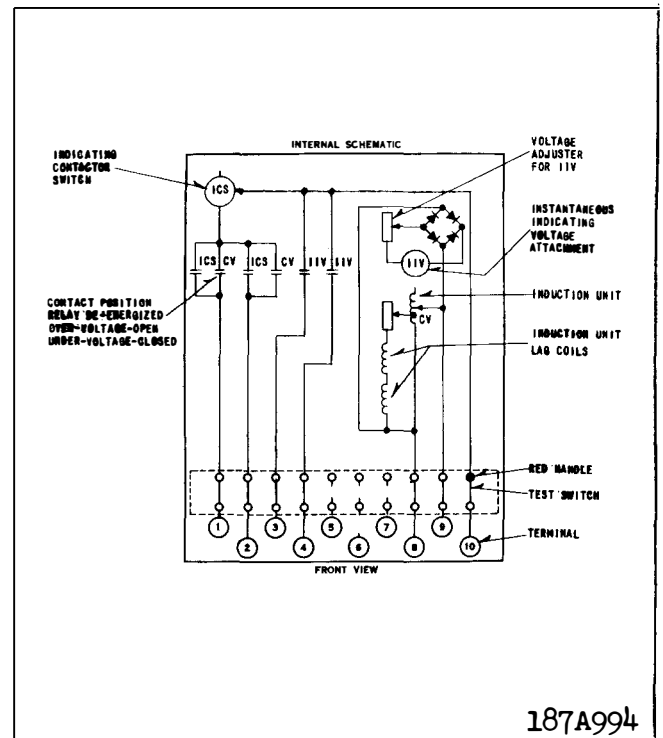 INTERNAL SCHEMATIC
INDICATING
CONTACTOR
SWITCH
ICS
VOLTAGE
ADJUSTER
FOR IIV
INSTANTANEOUS
INDICATING
VOLTAGE
ATTACHMENT
ICS CV ICS CV IIV IIV
IIV
CONTACT POSITION
RELAY DE-ENERGIZED
OVER-VOLTAGE-OPEN
UNDER-VOLTAGE-CLOSED
INDUCTION UNIT
CV
INDUCTION UNIT
LAG COILS
RED HANDLE
TEST SWITCH
1 3 5 7 9
2 4 6 8 10
TERMINAL
FRONT VIEW
187A994